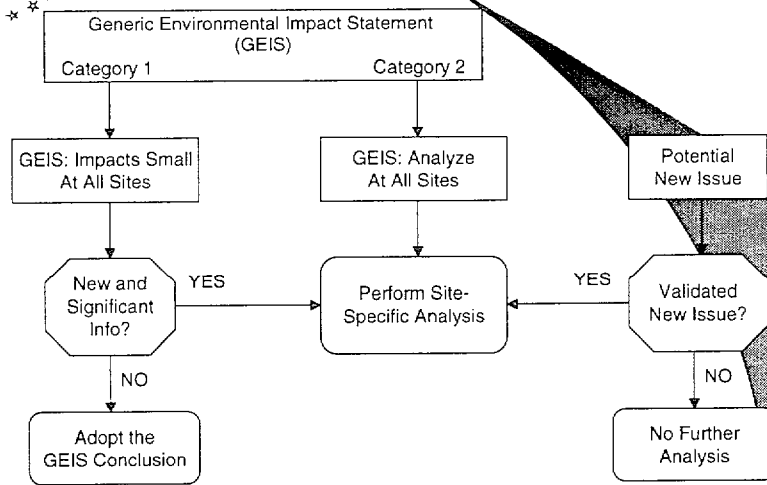 Generic Environmental Impact Statement
(GEIS)
Category 1
Category 2
GEIS: Impacts Small
At All Sites
GEIS: Analyze
At All Sites
Potential
New Issue
New and
Significant
Info?
YES
Perform Site-
Specific Analysis
YES
Validated
New Issue?
NO
NO
Adopt the
GEIS Conclusion
No Further
Analysis